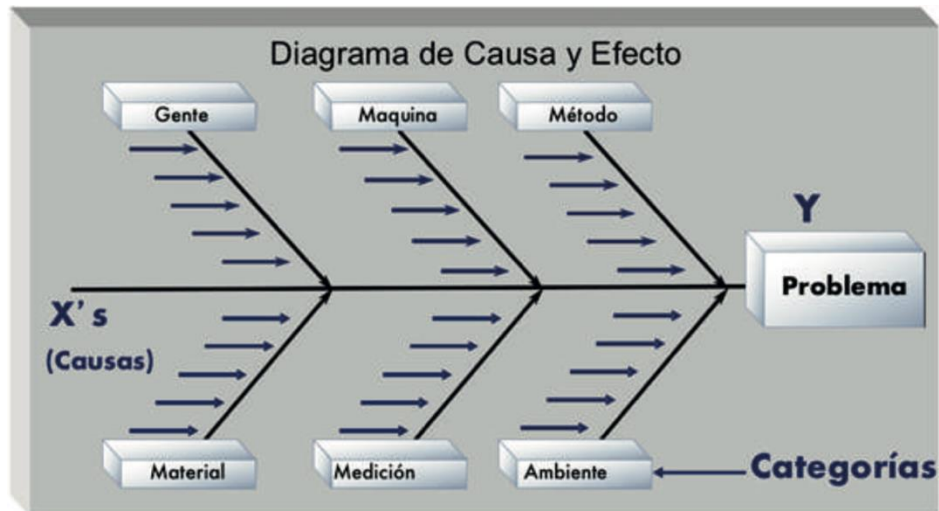 Diagrama de Causa y Efecto
Gente
Maquina
Método
Y
Problema
X's
(Causas)
Material
Medición
Ambiente
Categorías